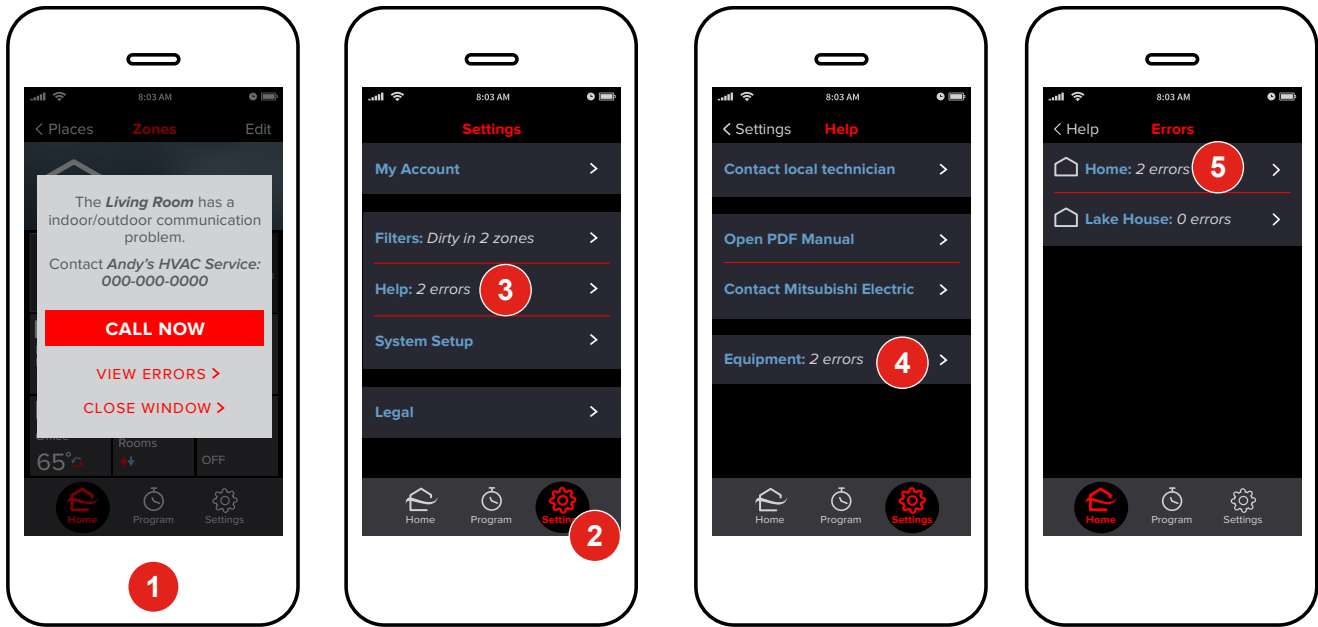 8:03 AM
< Places Zones Edit
The Living Room has a
indoor/outdoor communication
problem.
Contact Andy's HVAC Service:
000-000-0000
CALL NOW
VIEW ERRORS >
CLOSE WINDOW >
Rooms
65° OFF
Home Program Settings
1
8:03 AM
Settings
My Account >
Filters: Dirty in 2 zones >
Help: 2 errors 3 >
System Setup >
Legal >
Home Program Settings
2
8:03 AM
< Settings Help
Contact local technician >
Open PDF Manual >
Contact Mitsubishi Electric >
Equipment: 2 errors 4 >
Home Program Settings
8:03 AM
< Help Errors
Home: 2 errors 5 >
Lake House: 0 errors >
Home Program Settings